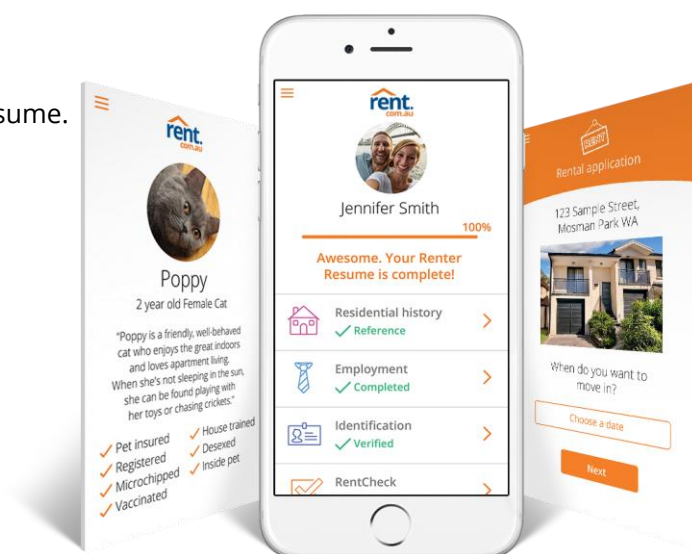 sume.
rent.
com.au
Poppy
2 year old Female Cat
"Poppy is a friendly, well-behaved
cat who enjoys the great indoors
and loves apartment living.
When she's not sleeping in the sun,
she can be found playing with
her toys or chasing crickets."
Pet insured
Registered
Microchipped
Vaccinated
House trained
Desexed
Inside pet
rent.
com.au
Jennifer Smith
100%
Awesome. Your Renter
Resume is complete!
Residential history
Reference
Employment
Completed
Identification
Verified
RentCheck
Rental application
123 Sample Street,
Mosman Park WA
When do you want to
move in?
Choose a date
Next